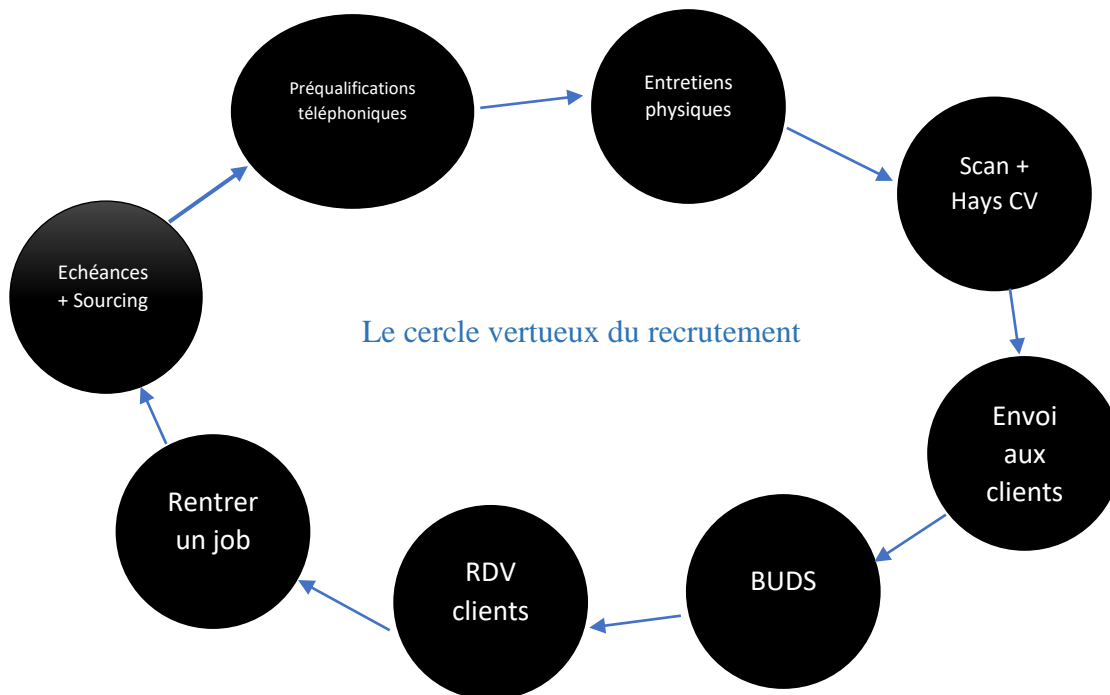 Préqualifications
téléphoniques
Entretiens
physiques
Scan +
Hays CV
Echéances
+ Sourcing
Le cercle vertueux du recrutement
Envoi
aux
clients
Rentrer
un job
RDV
clients
BUDS